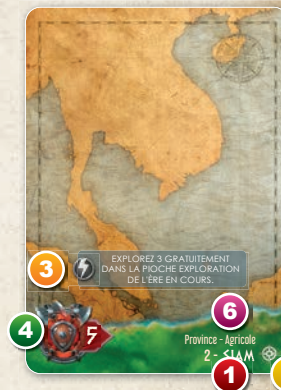 3
EXPLOREZ 3 GRATUITEMENT
DANS LA PIOCHE EXPLORATION
DE L'ÈRE EN COURS.
4
5
6
Province - Agricole
2 - SIAM
1